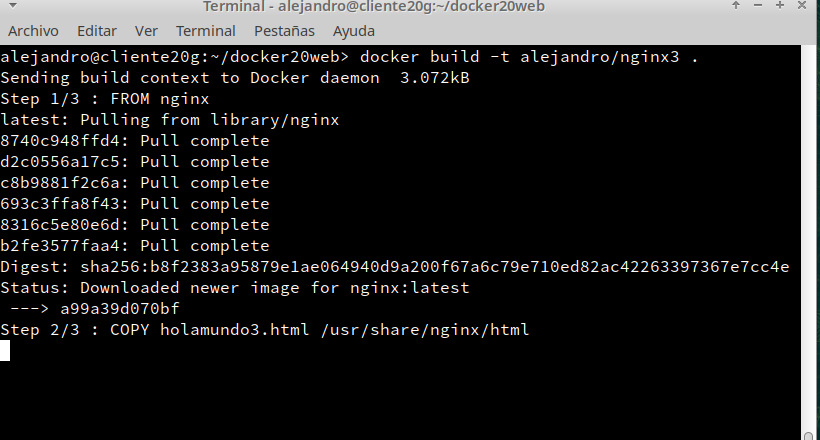 Terminal - alejandro@cliente20g:~/docker20web
Archivo Editar Ver Terminal Pestañas Ayuda
alejandro@cliente20g:~/docker20web> docker build -t alejandro/nginx3 .
Sending build context to Docker daemon  3.072kB
Step 1/3 : FROM nginx
latest: Pulling from library/nginx
8740c948ffd4: Pull complete
d2c0556a17c5: Pull complete
c8b9881f2c6a: Pull complete
693c3ffa8f43: Pull complete
8316c5e80e6d: Pull complete
b2fe3577faa4: Pull complete
Digest: sha256:b8f2383a95879e1ae064940d9a200f67a6c79e710ed82ac42263397367e7cc4e
Status: Downloaded newer image for nginx:latest
 ---> a99a39d070bf
Step 2/3 : COPY holamundo3.html /usr/share/nginx/html